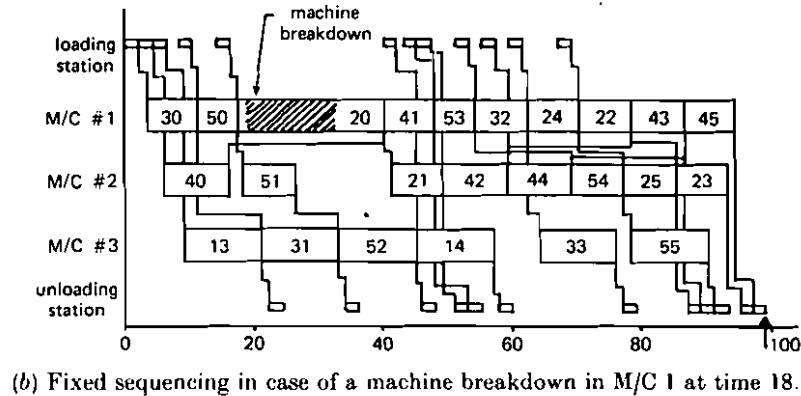 machine
breakdown
loading
station
M/C #1
30 50 20 41 53 32 24 22 43 45
M/C #2
40 51 21 42 44 54 25 23
M/C #3
13 31 52 14 33 55
unloading
station
0 20 40 60 80 100
(b) Fixed sequencing in case of a machine breakdown in M/C 1 at time 18.